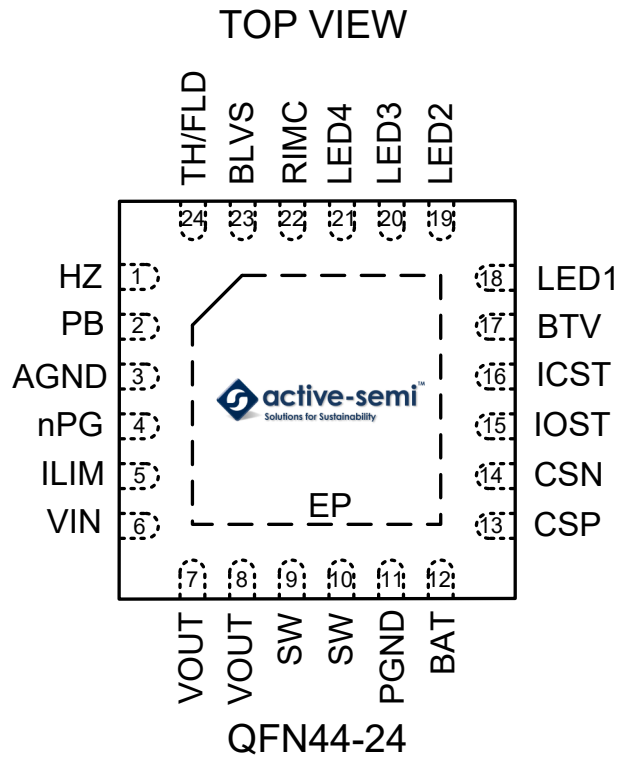 TOP VIEW
TH/FLD
BLVS
RIMC
LED4
LED3
LED2
24
23
22
21
20
19
HZ
1
18
LED1
PB
2
17
BTV
AGND
3
16
ICST
nPG
4
15
IOST
ILIM
5
14
CSN
VIN
6
13
CSP
active-semi™
Solutions for Sustainability
EP
7
8
9
10
11
12
VOUT
VOUT
SW
SW
PGND
BAT
QFN44-24